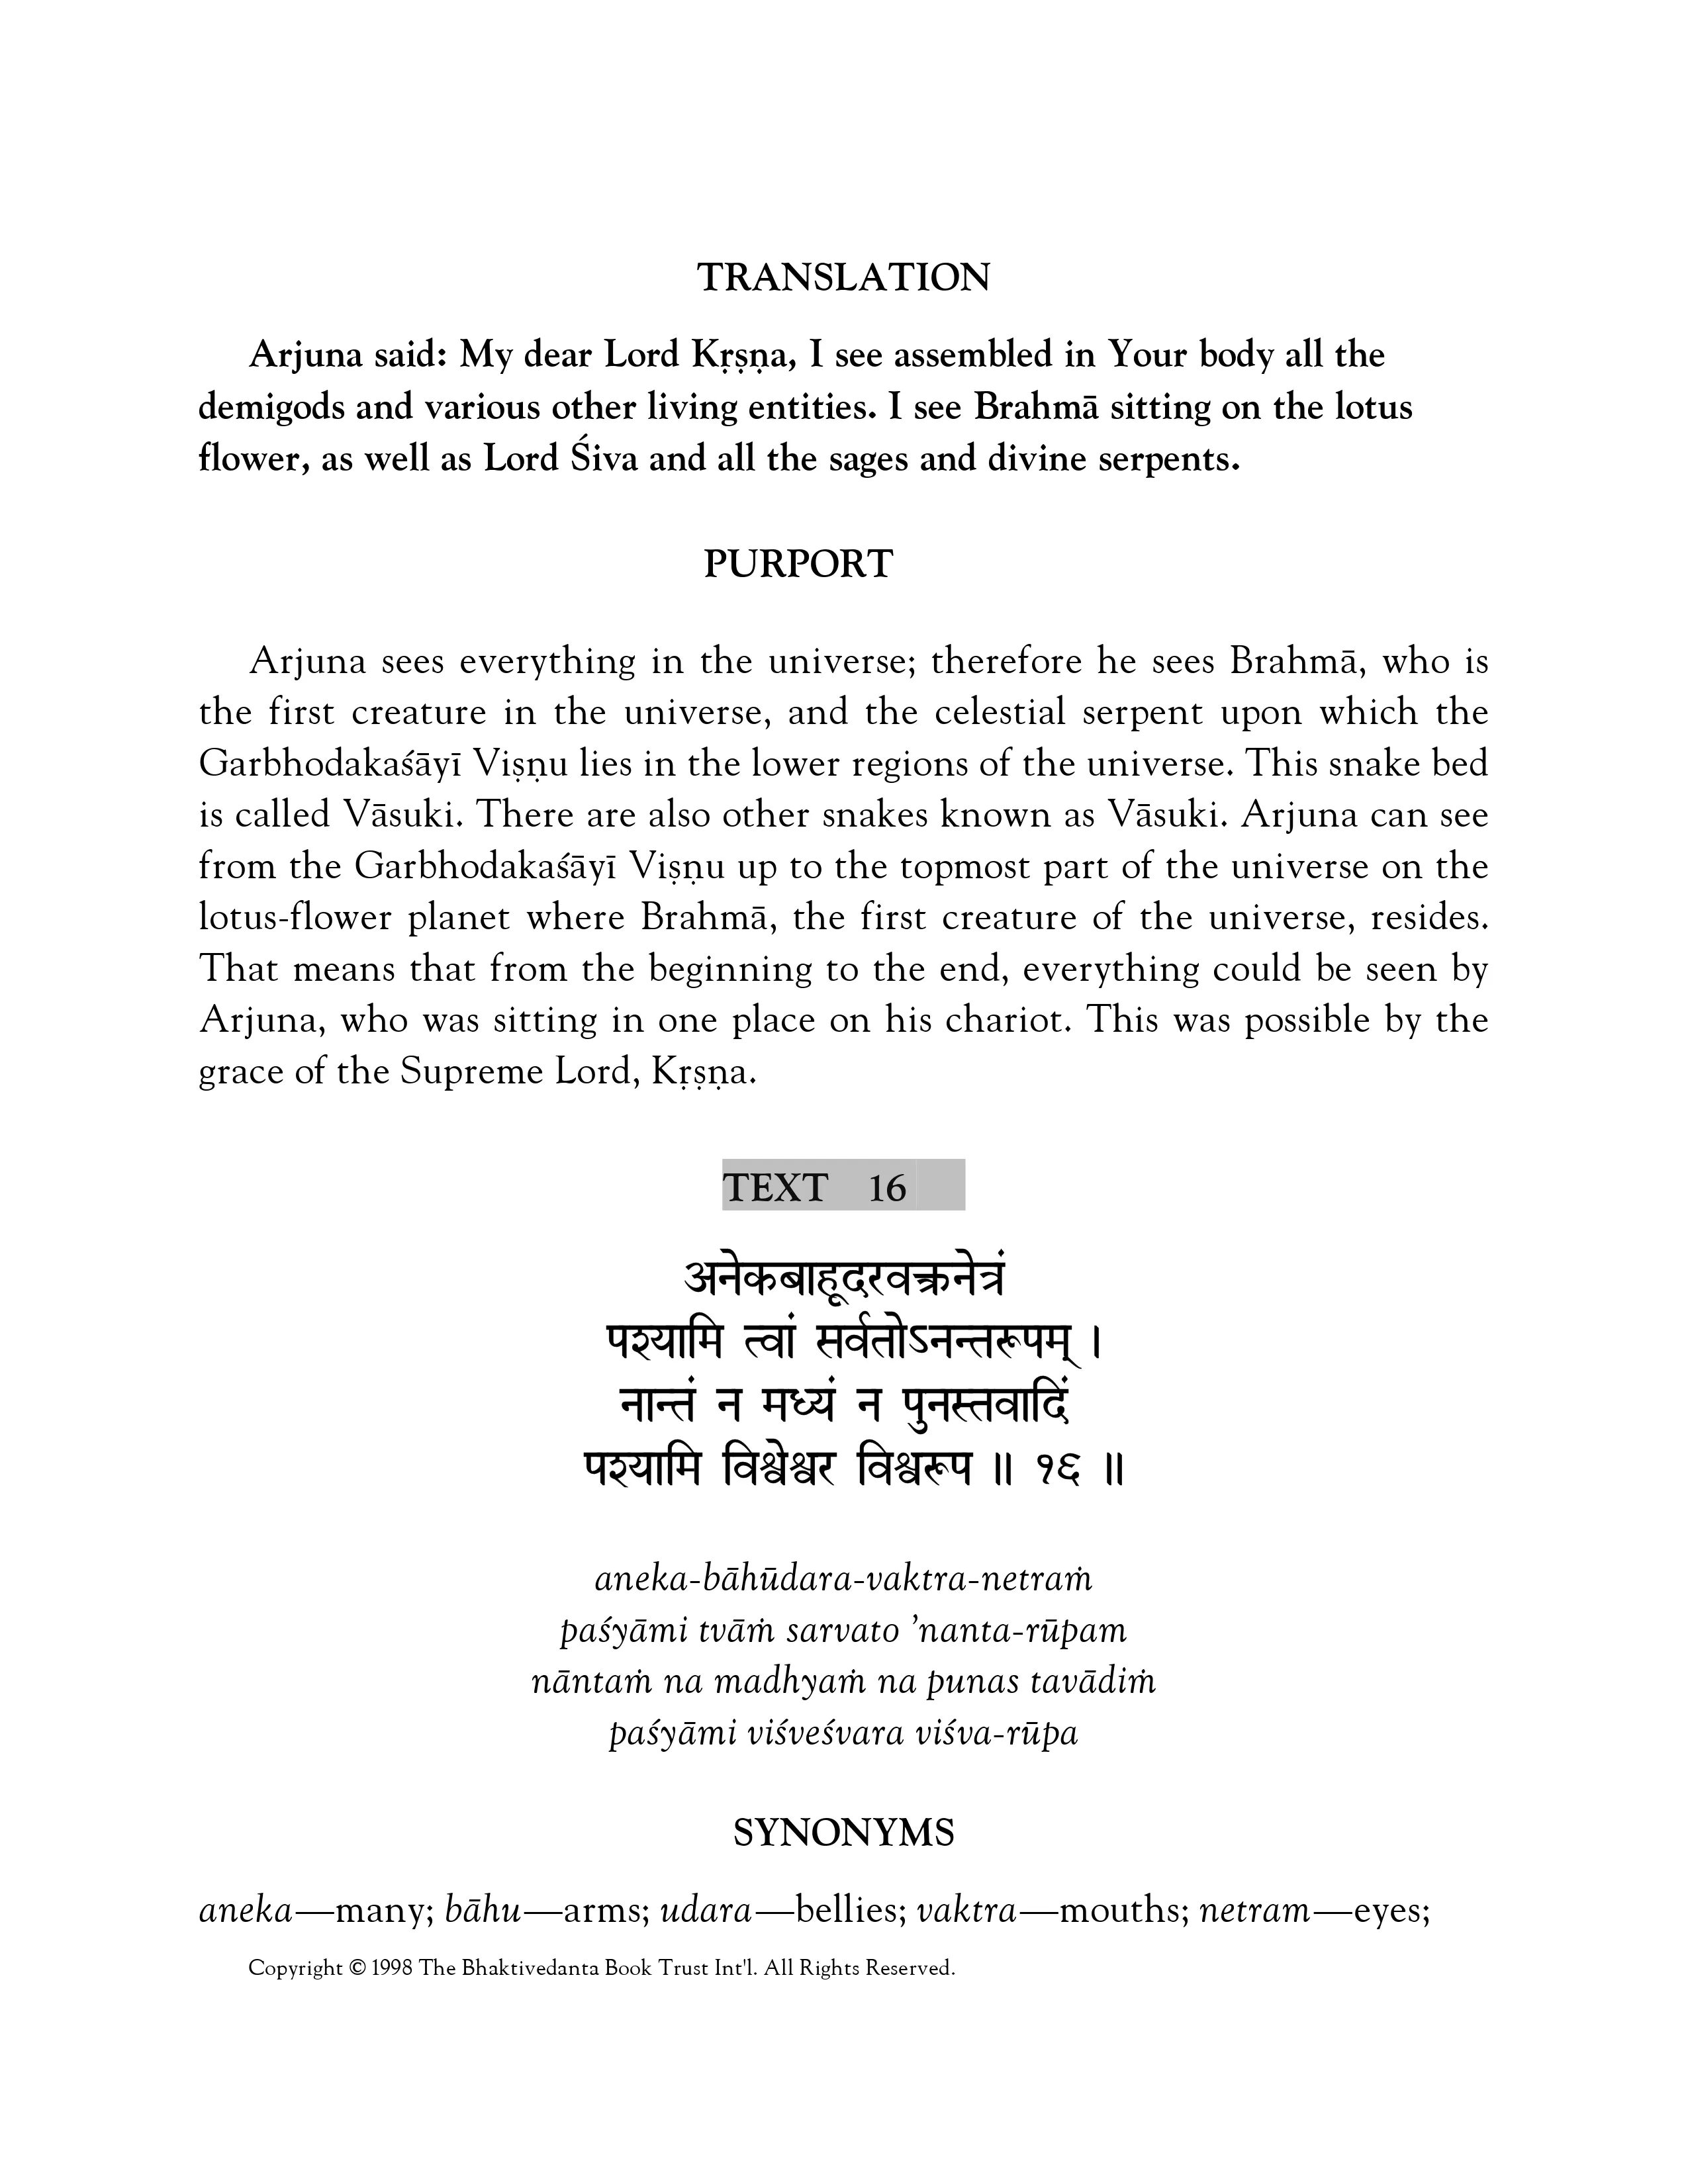 TRANSLATION
Arjuna said: My dear Lord Kṛṣṇa, I see assembled in Your body all the
demigods and various other living entities. I see Brahmā sitting on the lotus
flower, as well as Lord Śiva and all the sages and divine serpents.
PURPORT
Arjuna sees everything in the universe; therefore he sees Brahmā, who is
the first creature in the universe, and the celestial serpent upon which the
Garbhodakaśāyī Viṣṇu lies in the lower regions of the universe. This snake bed
is called Vāsuki. There are also other snakes known as Vāsuki. Arjuna can see
from the Garbhodakaśāyī Viṣṇu up to the topmost part of the universe on the
lotus-flower planet where Brahmā, the first creature of the universe, resides.
That means that from the beginning to the end, everything could be seen by
Arjuna, who was sitting in one place on his chariot. This was possible by the
grace of the Supreme Lord, Kṛṣṇa.
TEXT 16
अनेकबाहूदरवक्त्रनेत्रं
पश्यामि त्वां सर्वतोऽनन्तरूपम् ।
नान्तं न मध्यं न पुनस्तवादिं
पश्यामि विश्वेश्वर विश्वरूप ॥ १६ ॥
aneka-bāhūdara-vaktra-netraṁ
paśyāmi tvāṁ sarvato ’nanta-rūpam
nāntaṁ na madhyaṁ na punas tavādiṁ
paśyāmi viśveśvara viśva-rūpa
SYNONYMS
aneka—many; bāhu—arms; udara—bellies; vaktra—mouths; netram—eyes;
Copyright © 1998 The Bhaktivedanta Book Trust Int'l. All Rights Reserved.